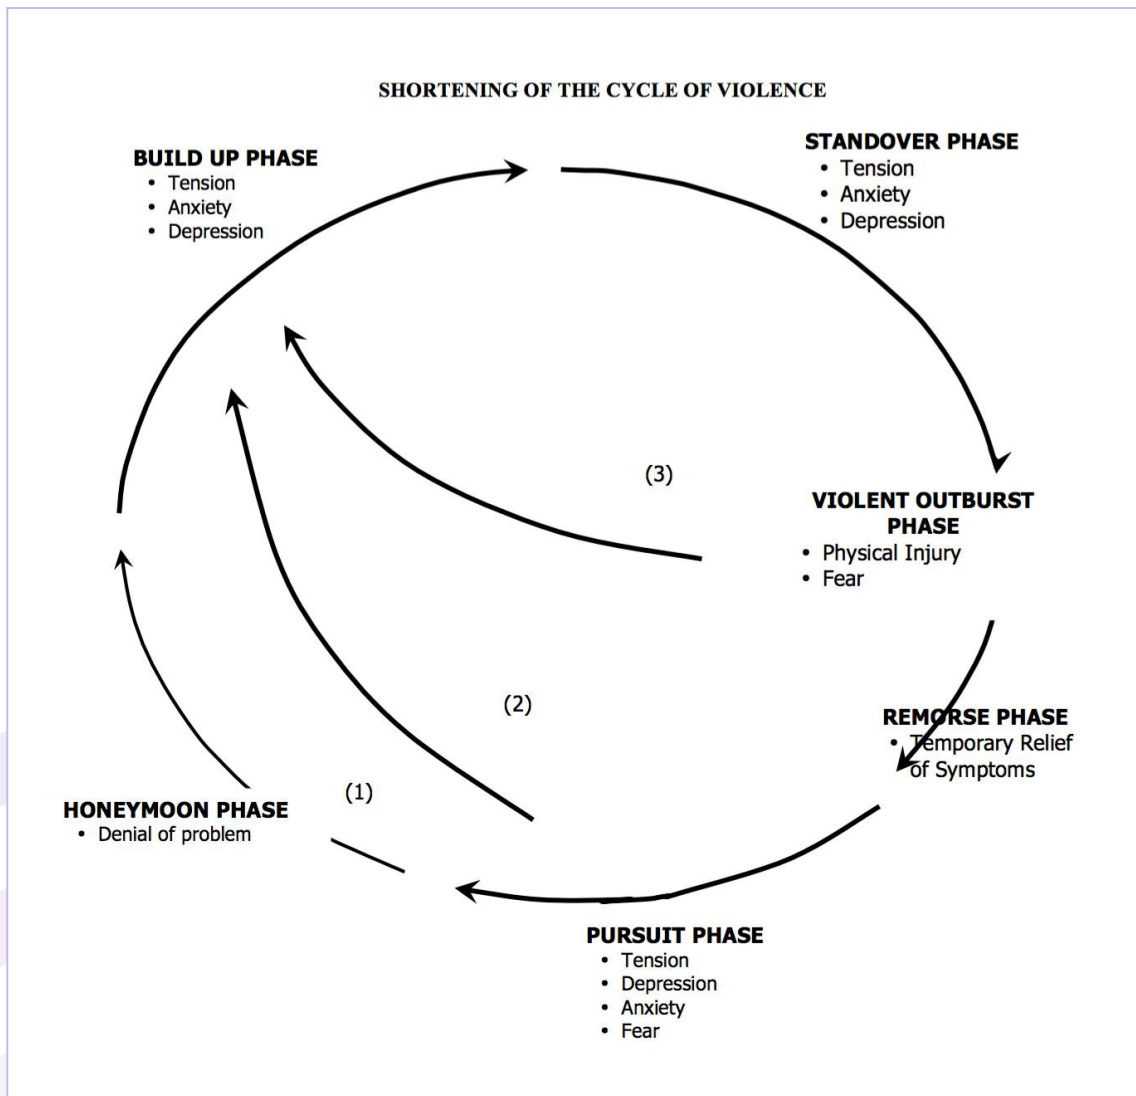 SHORTENING OF THE CYCLE OF VIOLENCE
BUILD UP PHASE
• Tension
• Anxiety
• Depression
STANDOVER PHASE
• Tension
• Anxiety
• Depression
(3)
VIOLENT OUTBURST
PHASE
• Physical Injury
• Fear
(2)
REMORSE PHASE
• Temporary Relief
of Symptoms
(1)
HONEYMOON PHASE
• Denial of problem
PURSUIT PHASE
• Tension
• Depression
• Anxiety
• Fear